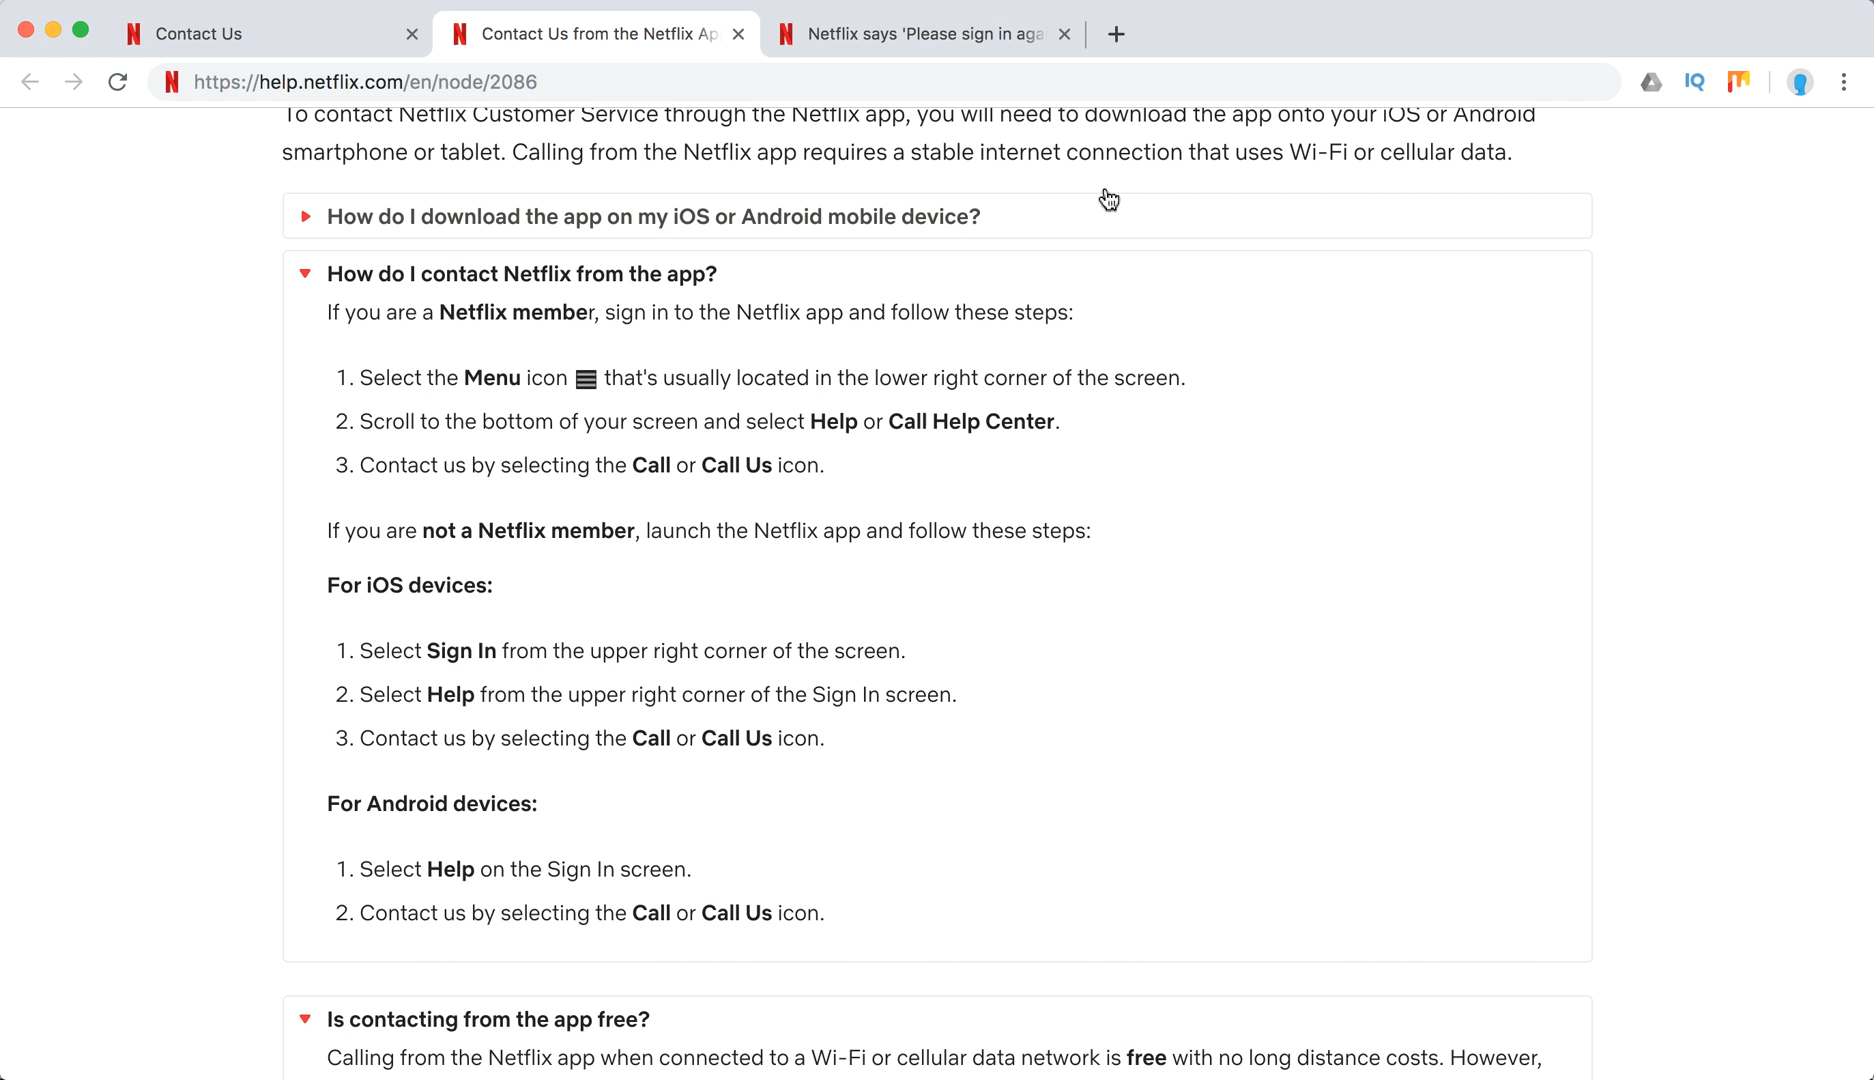 Contact Us
Contact Us from the Netflix Ap
Netflix says 'Please sign in aga
https://help.netflix.com/en/node/2086
IQ
To contact Netflix Customer Service through the Netflix app, you will need to download the app onto your iOS or Android
smartphone or tablet. Calling from the Netflix app requires a stable internet connection that uses Wi-Fi or cellular data.
How do I download the app on my iOS or Android mobile device?
How do I contact Netflix from the app?
If you are a Netflix member, sign in to the Netflix app and follow these steps:
1. Select the Menu icon that's usually located in the lower right corner of the screen.
2. Scroll to the bottom of your screen and select Help or Call Help Center.
3. Contact us by selecting the Call or Call Us icon.
If you are not a Netflix member, launch the Netflix app and follow these steps:
For iOS devices:
1. Select Sign In from the upper right corner of the screen.
2. Select Help from the upper right corner of the Sign In screen.
3. Contact us by selecting the Call or Call Us icon.
For Android devices:
1. Select Help on the Sign In screen.
2. Contact us by selecting the Call or Call Us icon.
Is contacting from the app free?
Calling from the Netflix app when connected to a Wi-Fi or cellular data network is free with no long distance costs. However,